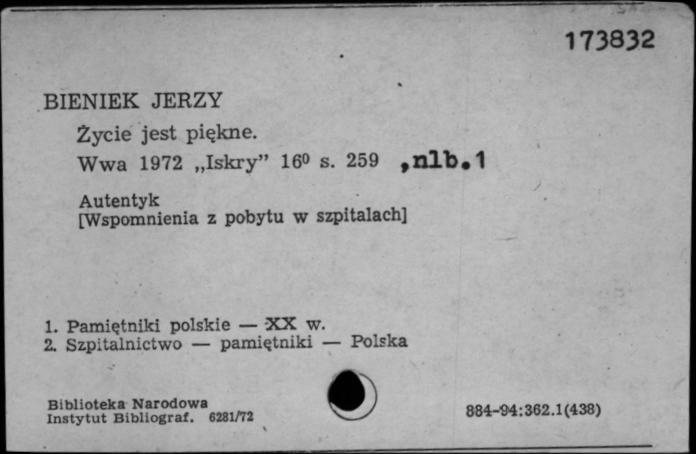 173832
BIENIEK JERZY
Życie jest piękne.
Wwa 1972 „Iskry” 16⁰ s. 259 ,nlb.1
Autentyk
[Wspomnienia z pobytu w szpitalach]
1. Pamiętniki polskie — XX w.
2. Szpitalnictwo — pamiętniki — Polska
Biblioteka Narodowa
Instytut Bibliograf. 6281/72
884-94:362.1(438)